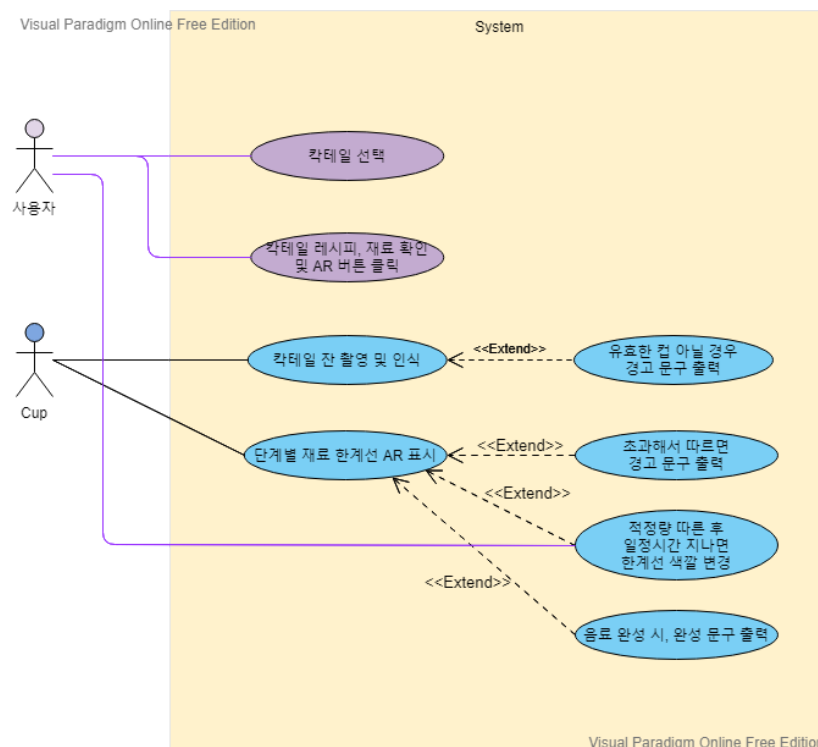 Visual Paradigm Online Free Edition
System
사용자
칵테일 선택
칵테일 레시피, 재료 확인
및 AR 버튼 클릭
Cup
칵테일 잔 촬영 및 인식
<<Extend>>
유효한 컵 아닐 경우
경고 문구 출력
단계별 재료 한계선 AR 표시
<<Extend>>
초과해서 따르면
경고 문구 출력
<<Extend>>
적정량 따른 후
일정시간 지나면
한계선 색깔 변경
<<Extend>>
음료 완성 시, 완성 문구 출력
Visual Paradigm Online Free Edition